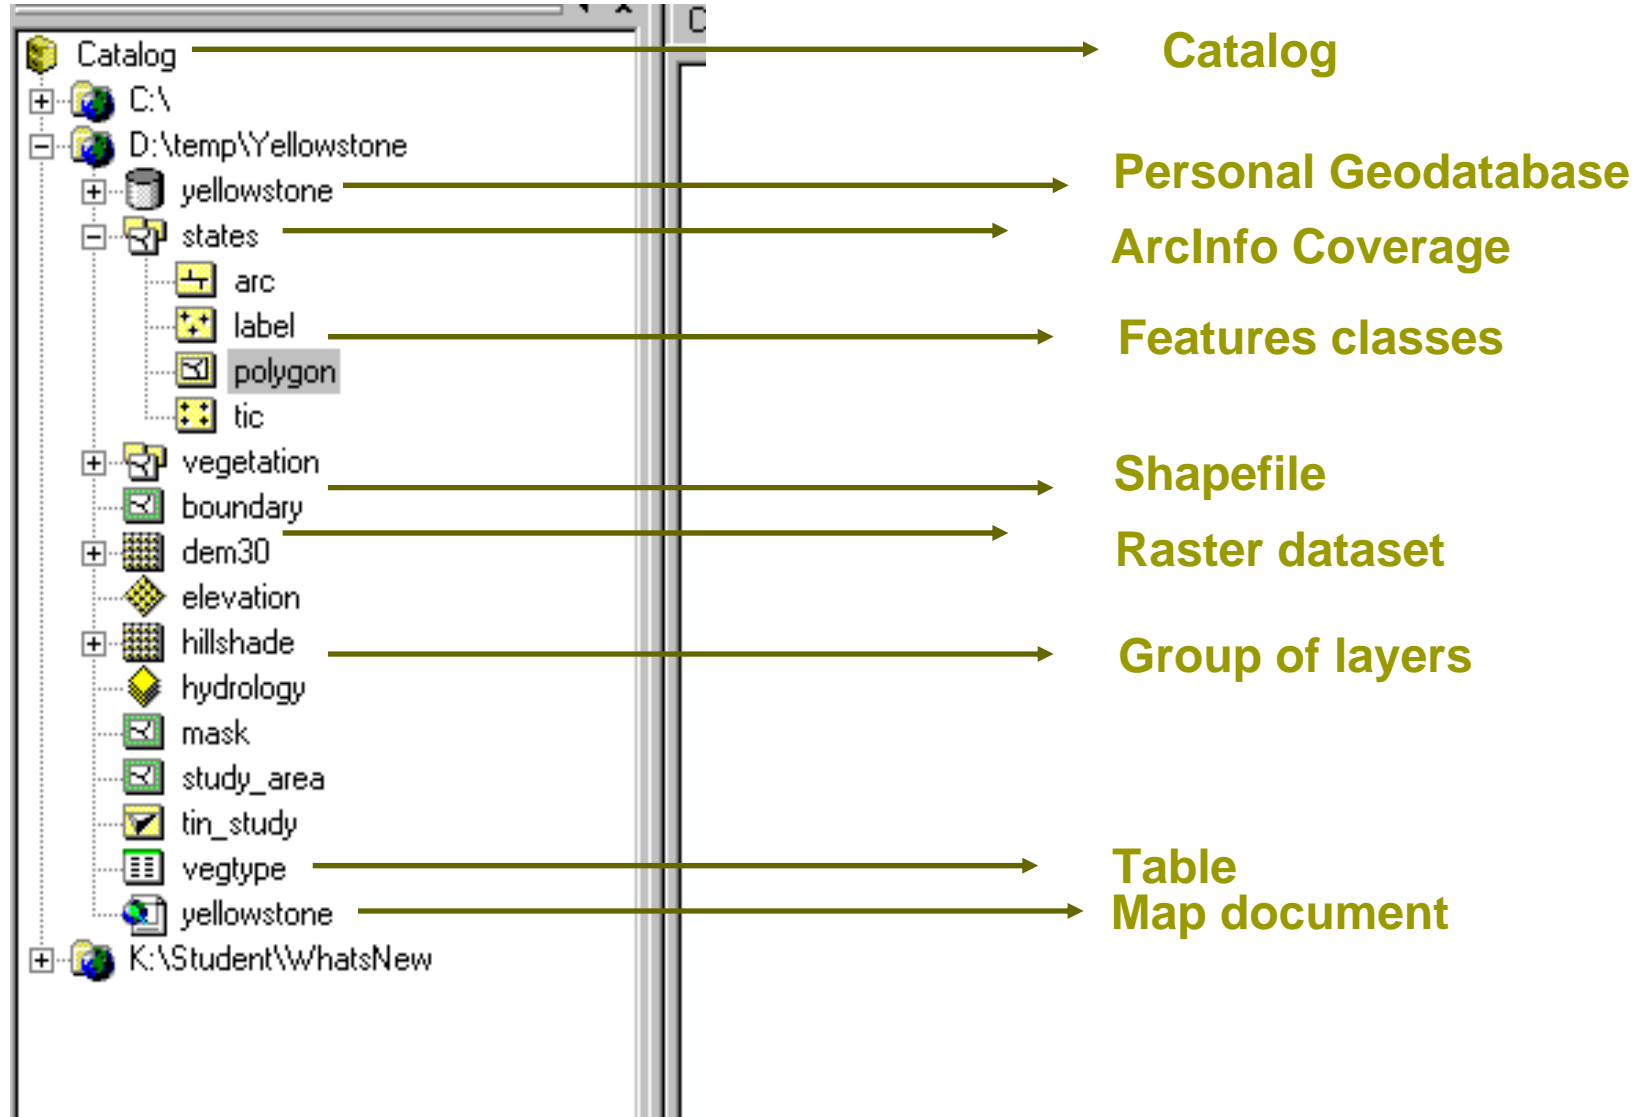 Catalog
C:\
D:\temp\Yellowstone
yellowstone
states
arc
label
polygon
tic
vegetation
boundary
dem30
elevation
hillshade
hydrology
mask
study_area
tin_study
vegtype
yellowstone
K:\Student\WhatsNew
Catalog
Personal Geodatabase
ArcInfo Coverage
Features classes
Shapefile
Raster dataset
Group of layers
Table
Map document